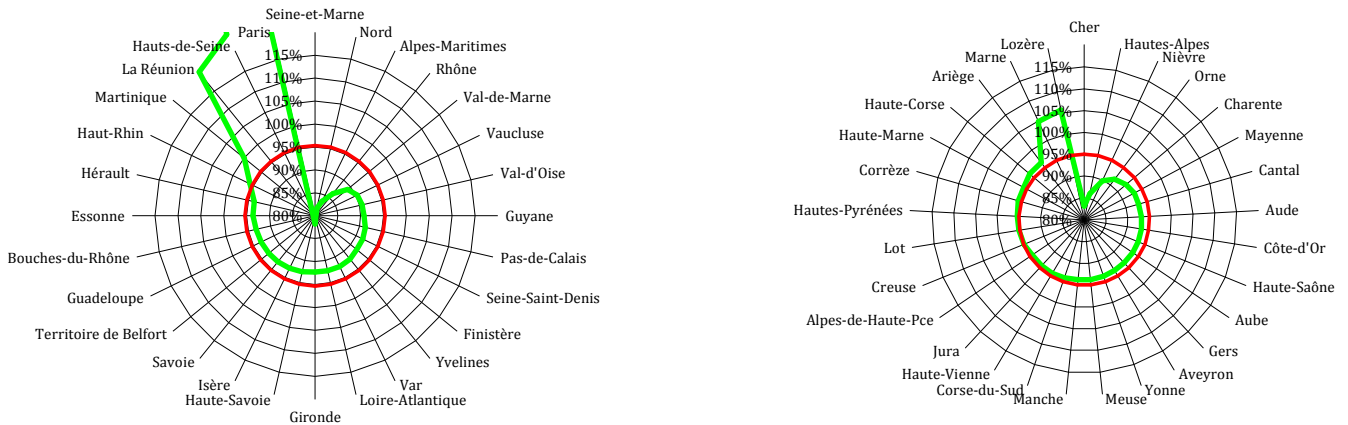 Seine-et-Marne
Nord
Alpes-Maritimes
Rhône
Val-de-Marne
Vaucluse
Val-d'Oise
Guyane
Pas-de-Calais
Seine-Saint-Denis
Finistère
Yvelines
Var
Loire-Atlantique
Gironde
Haute-Savoie
Isère
Savoie
Territoire de Belfort
Guadeloupe
Bouches-du-Rhône
Essonne
Hérault
Haut-Rhin
Martinique
La Réunion
Hauts-de-Seine
Paris
115%
110%
105%
100%
95%
90%
85%
80%
Cher
Hautes-Alpes
Nièvre
Orne
Charente
Mayenne
Cantal
Aude
Côte-d'Or
Haute-Saône
Aube
Gers
Aveyron
Yonne
Meuse
Manche
Corse-du-Sud
Haute-Vienne
Jura
Alpes-de-Haute-Pce
Creuse
Lot
Hautes-Pyrénées
Corrèze
Haute-Marne
Haute-Corse
Ariège
Marne
Lozère
115%
110%
105%
100%
95%
90%
85%
80%